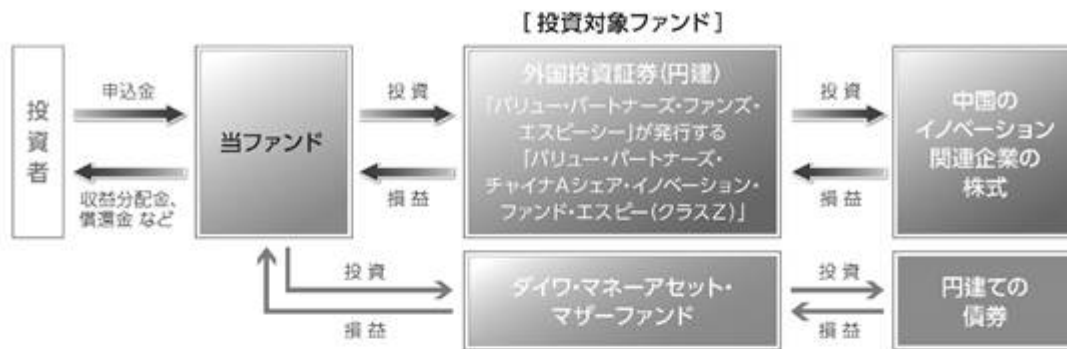 [投資対象ファンド]
投資者
申込金
収益分配金、
償還金 など
当ファンド
投資
損益
外国投資証券(円建)
「バリュー・パートナーズ・ファンズ・
エスピーシー」が発行する
「バリュー・パートナーズ・
チャイナAシェア・イノベーション・
ファンド・エスピー(クラスZ)」
投資
損益
中国の
イノベーション
関連企業の
株式
投資
損益
ダイワ・マネーアセット・
マザーファンド
投資
損益
円建ての
債券